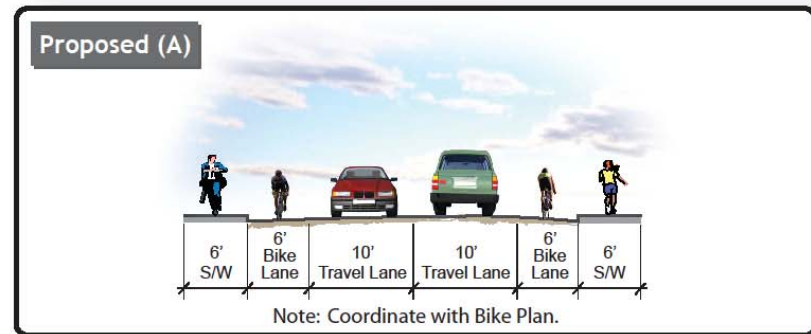 Proposed (A)
6'
S/W
6'
Bike
Lane
10'
Travel Lane
10'
Travel Lane
6'
Bike
Lane
6'
S/W
Note: Coordinate with Bike Plan.